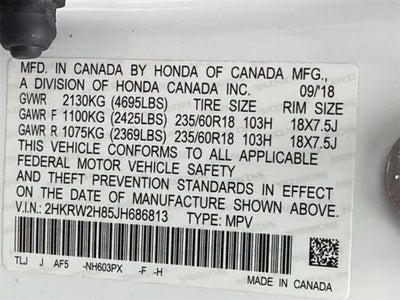 MFD. IN CANADA BY HONDA OF CANADA MFG.,
A DIVISION OF HONDA CANADA INC. 09/'18
GVWR 2130KG (4695LBS) TIRE SIZE RIM SIZE
GAWR F 1100KG (2425LBS) 235/60R18 103H 18X7.5J
GAWR R 1075KG (2369LBS) 235/60R18 103H 18X7.5J
THIS VEHICLE CONFORMS TO ALL APPLICABLE
FEDERAL MOTOR VEHICLE SAFETY
AND THEFT PREVENTION STANDARDS IN EFFECT
ON THE DATE OF MANUFACTURE SHOWN ABOVE.
V.I.N.: 2HKRW2H85JH686813 TYPE: MPV
TLJ J AF5 -NH603PX -F -H
IN CANADA